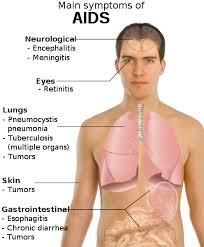 Main symptoms of
AIDS
Neurological
- Encephalitis
- Meningitis
Eyes
- Retinitis
Lungs
- Pneumocystis
pneumonia
- Tuberculosis
(multiple organs)
- Tumors
Skin
- Tumors
Gastrointestinal
- Esophagitis
- Chronic diarrhea
- Tumors